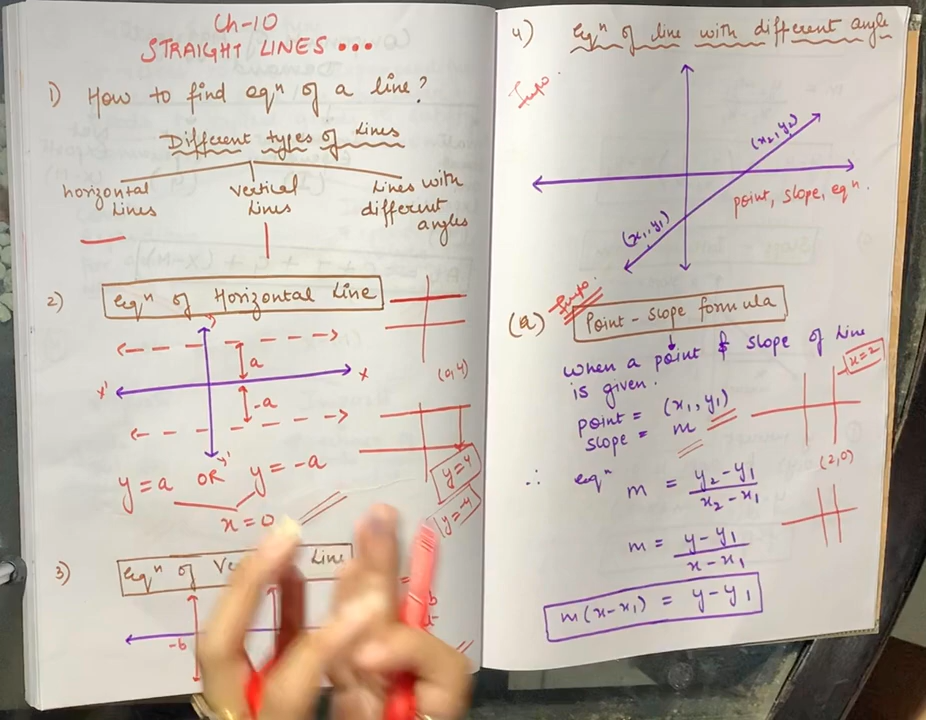 Ch-10
STRAIGHT LINES...
1) How to find eqⁿ of a line?
Different types of Lines
horizontal Lines
Vertical Lines
Lines with different angles
2) eqⁿ of Horizontal Line
a
x' x
-a
y'
(0,4)
y=a OR y=-a
x=0
y=4
y=-4
3) eqⁿ of Ve Line
-b
b
4) eqⁿ of line with different angle
Info
(x₂,y₂)
point, slope, eqⁿ.
(x₁,y₁)
Info
(a) Point-slope formula
when a point & slope of line
is given.
x=2
point = (x₁,y₁)
slope = m
(2,0)
∴ eqⁿ m = y₂-y₁/x₂-x₁
m = y-y₁/x-x₁
m(x-x₁) = y-y₁